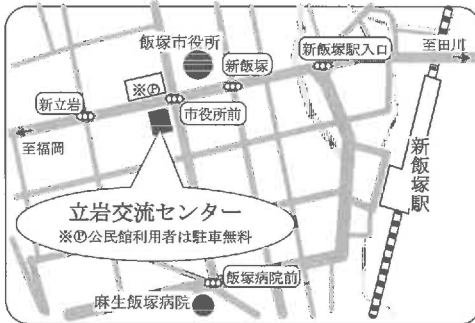 飯塚市役所
新飯塚駅入口
至田川
新飯塚
※Ⓟ
新立岩
市役所前
至福岡
新飯塚駅
立岩交流センター
※Ⓟ公民館利用者は駐車無料
飯塚病院前
麻生飯塚病院